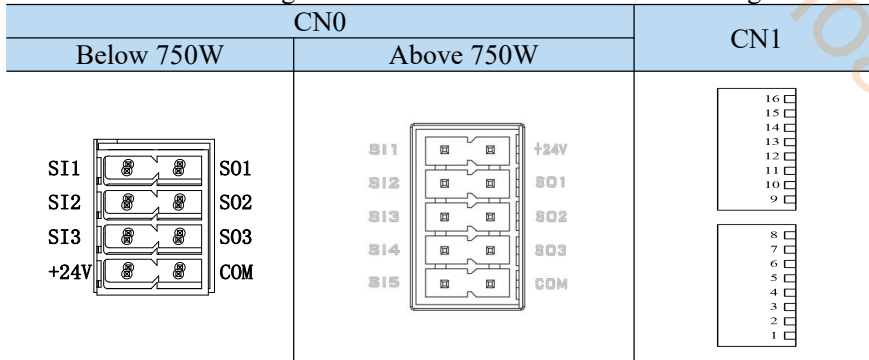 CN0
CN1
Below 750W
Above 750W
SI1
SO1
SI2
SO2
SI3
SO3
+24V
COM
SI1
+24V
SI2
SO1
SI3
SO2
SI4
SO3
SI5
COM
16
15
14
13
12
11
10
9
8
7
6
5
4
3
2
1